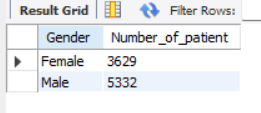 Result Grid Filter Rows:
Gender Number_of_patient
Female 3629
Male 5332